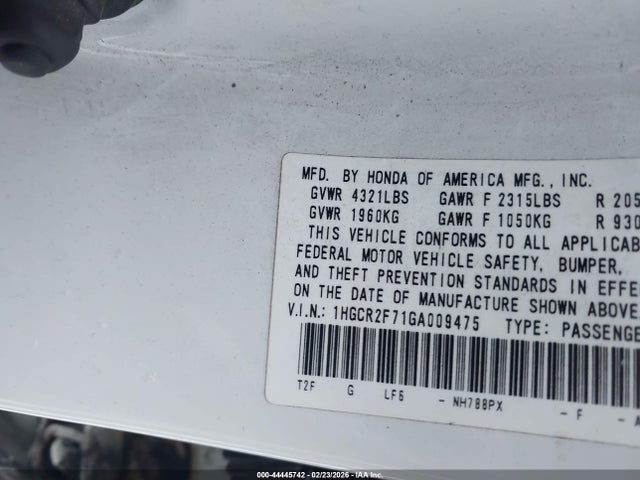 MFD. BY HONDA OF AMERICA MFG., INC.
GVWR 4321LBS GAWR F 2315LBS R 205
GVWR 1960KG GAWR F 1050KG R 930
THIS VEHICLE CONFORMS TO ALL APPLICAB
FEDERAL MOTOR VEHICLE SAFETY, BUMPER,
AND THEFT PREVENTION STANDARDS IN EFFE
ON THE DATE OF MANUFACTURE SHOWN ABOVE
V.I.N.: 1HGCR2F71GA009475 TYPE: PASSENGE
T2F G LF6 - NH788PX - F - A
000-44445742 - 02/23/2026 - IAA Inc.